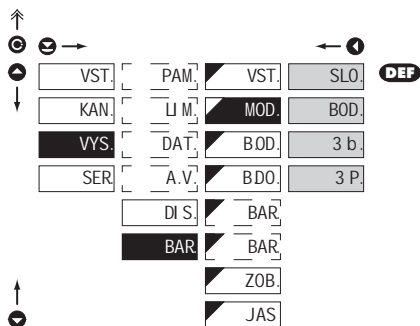 VST. PAM. VST. SLO. DEF
KAN. LIM. MOD. BOD.
VYS. DAT. B.OD. 3 b.
SER. A.V. B.DO. 3 P.
DIS. BAR.
BAR. BAR.
ZOB.
JAS